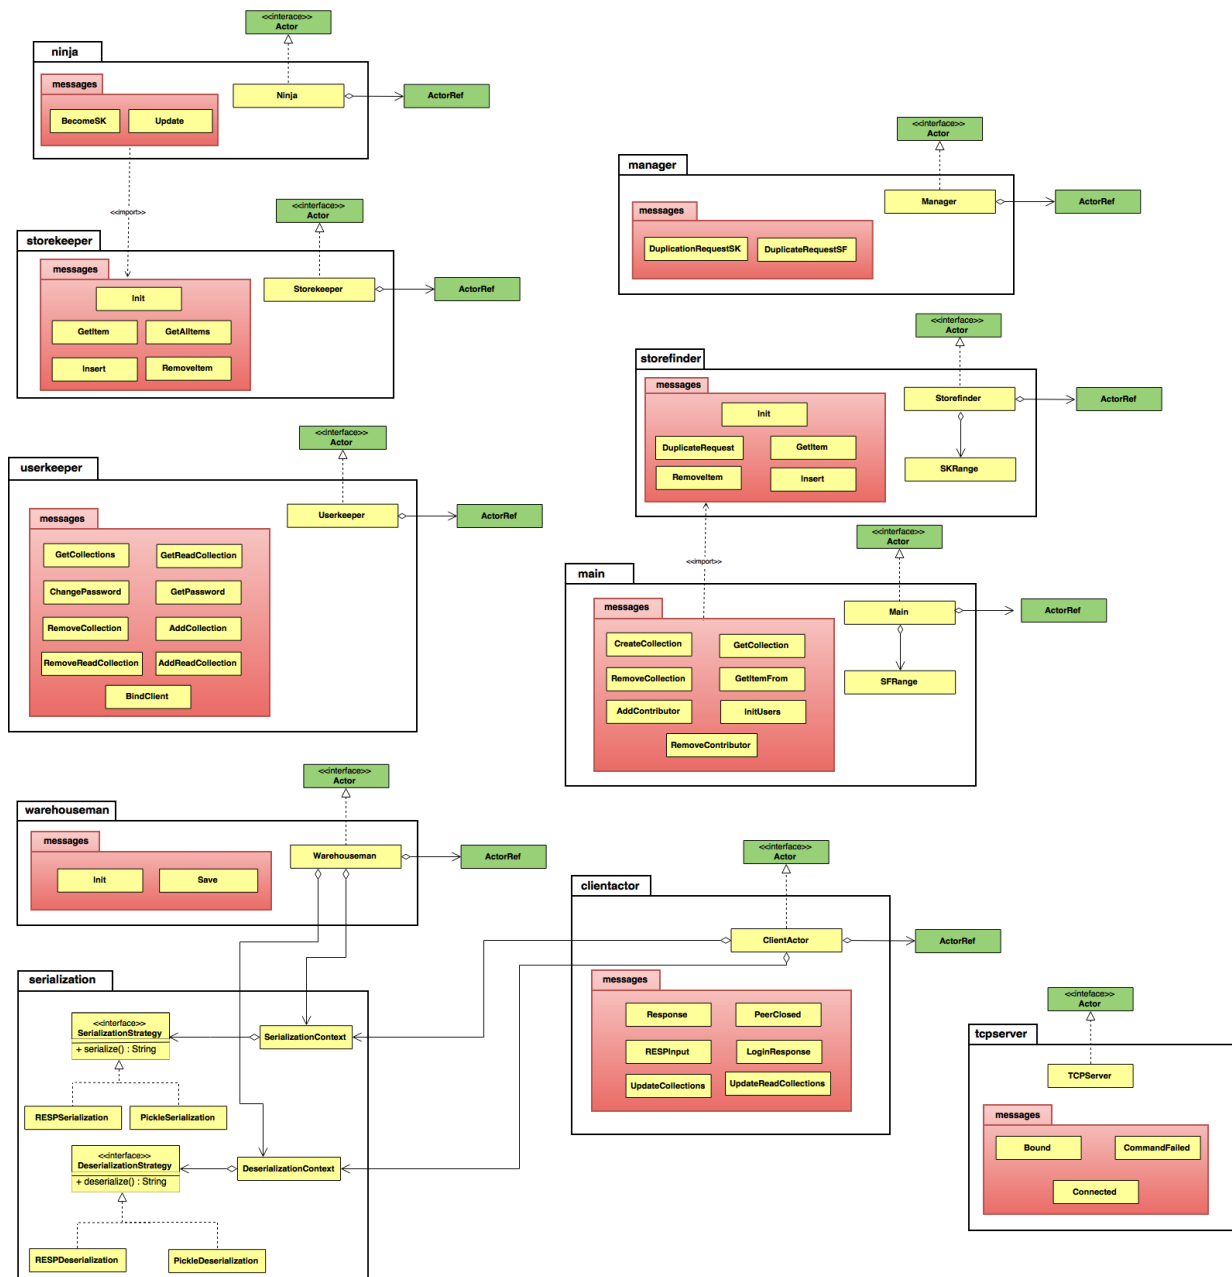 <<interace>>
Actor
ninja
messages
Ninja
ActorRef
BecomeSK
Update
<<import>>
<<interface>>
Actor
storekeeper
messages
Storekeeper
ActorRef
Init
GetItem
GetAlltems
Insert
RemoveItem
<<interface>>
Actor
manager
Manager
ActorRef
messages
DuplicationRequestSK
DuplicateRequestSF
<<interface>>
Actor
storefinder
messages
Storefinder
ActorRef
Init
DuplicateRequest
GetItem
RemoveItem
Insert
SKRange
<<interface>>
Actor
userkeeper
messages
Userkeeper
ActorRef
GetCollections
GetReadCollection
ChangePassword
GetPassword
RemoveCollection
AddCollection
RemoveReadCollection
AddReadCollection
BindClient
<<import>>
<<interface>>
Actor
main
messages
Main
ActorRef
CreateCollection
GetCollection
RemoveCollection
GetItemFrom
SFRange
AddContributor
InitUsers
RemoveContributor
<<interface>>
Actor
warehouseman
messages
Warehouseman
ActorRef
Init
Save
<<interface>>
Actor
clientactor
ClientActor
ActorRef
messages
Response
PeerClosed
RESPInput
LoginResponse
UpdateCollections
UpdateReadCollections
serialization
<<interface>>
SerializationStrategy
+ serialize() : String
SerializationContext
RESPSerialization
PickleSerialization
<<interface>>
DeserializationStrategy
+ deserialize() : String
DeserializationContext
RESPDeserialization
PickleDeserialization
<<inteface>>
Actor
tcpserver
TCPServer
messages
Bound
CommandFailed
Connected